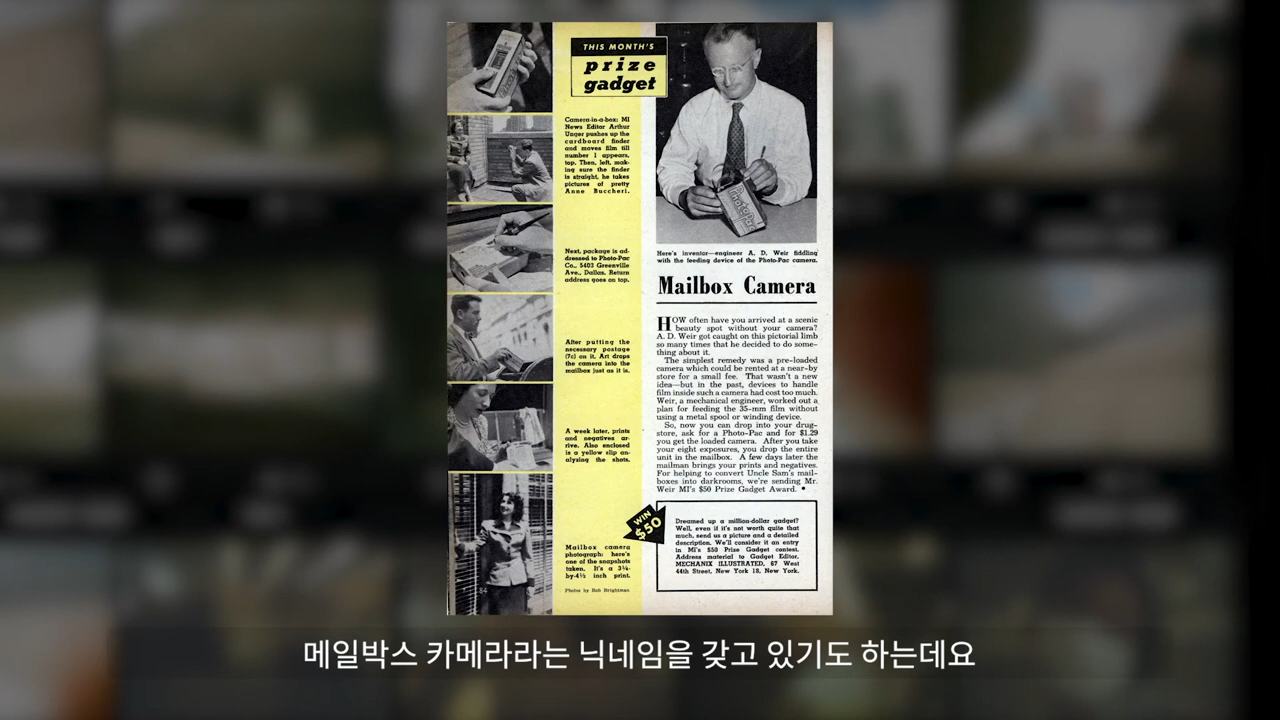 THIS MONTH'S
prize
gadget
Camera-in-a-box: MI
News Editor Arthur
Unger pushes up the
cardboard finder
and moves film till
number 1 appears,
top. Then, left, mak-
ing sure the finder
is straight, he takes
pictures of pretty
Anne Buccheri.
Next, package is ad-
dressed to Photo-Pac
Co., 5403 Greenville
Ave., Dallas. Return
address goes on top.
After putting the
necessary postage
(7c) on it, Art drops
the camera into the
mailbox just as it is.
A week later, prints
and negatives ar-
rive. Also enclosed
is a yellow slip an-
alyzing the shots.
Mailbox camera
photograph: here's
one of the snapshots
taken. It's a 3¼-
by-4½ inch print.
Photos by Bob Brightman
84
Here's inventor—engineer A. D. Weir fiddling
with the feeding device of the Photo-Pac camera.
Mailbox Camera
HOW often have you arrived at a scenic
beauty spot without your camera?
A. D. Weir got caught on this pictorial limb
so many times that he decided to do some-
thing about it.
The simplest remedy was a pre-loaded
camera which could be rented at a near-by
store for a small fee. That wasn't a new
idea—but in the past, devices to handle
film inside such a camera had cost too much.
Weir, a mechanical engineer, worked out a
plan for feeding the 35-mm film without
using a metal spool or winding device.
So, now you can drop into your drug-
store, ask for a Photo-Pac and for $1.29
you get the loaded camera. After you take
your eight exposures, you drop the entire
unit in the mailbox. A few days later the
mailman brings your prints and negatives.
For helping to convert Uncle Sam's mail-
boxes into darkrooms, we're sending Mr.
Weir MI's $50 Prize Gadget Award. •
WIN
$50
Dreamed up a million-dollar gadget?
Well, even if it's not worth quite that
much, send us a picture and a detailed
description. We'll consider it an entry
in MI's $50 Prize Gadget contest.
Address material to Gadget Editor,
MECHANIX ILLUSTRATED, 67 West
44th Street, New York 18, New York.
메일박스 카메라라는 닉네임을 갖고 있기도 하는데요